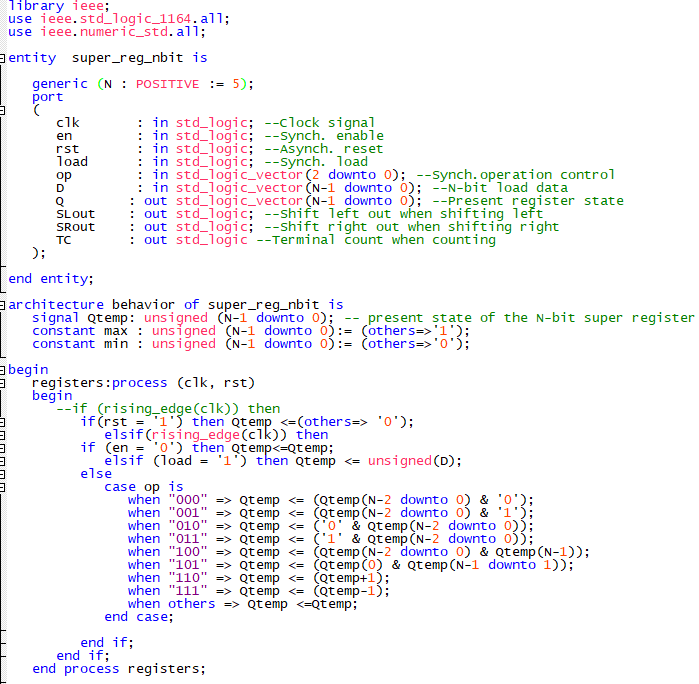 library ieee;
use ieee.std_logic_1164.all;
use ieee.numeric_std.all;
entity  super_reg_nbit is
generic (N : POSITIVE := 5);
port
(
clk       : in std_logic; --Clock signal
en        : in std_logic; --Synch. enable
rst       : in std_logic; --Asynch. reset
load      : in std_logic; --Synch. load
op        : in std_logic_vector(2 downto 0); --Synch.operation control
D         : in std_logic_vector(N-1 downto 0); --N-bit load data
Q        : out std_logic_vector(N-1 downto 0); --Present register state
SLout    : out std_logic; --Shift left out when shifting left
SRout    : out std_logic; --Shift right out when shifting right
TC       : out std_logic --Terminal count when counting
);
end entity;
architecture behavior of super_reg_nbit is
signal Qtemp: unsigned (N-1 downto 0); -- present state of the N-bit super register
constant max : unsigned (N-1 downto 0):= (others=>'1');
constant min : unsigned (N-1 downto 0):= (others=>'0');
begin
registers:process (clk, rst)
begin
--if (rising_edge(clk)) then
if(rst = '1') then Qtemp <=(others=> '0');
elsif(rising_edge(clk)) then
if (en = '0') then Qtemp<=Qtemp;
elsif (load = '1') then Qtemp <= unsigned(D);
else
case op is
when "000" => Qtemp <= (Qtemp(N-2 downto 0) & '0');
when "001" => Qtemp <= (Qtemp(N-2 downto 0) & '1');
when "010" => Qtemp <= ('0' & Qtemp(N-2 downto 0));
when "011" => Qtemp <= ('1' & Qtemp(N-2 downto 0));
when "100" => Qtemp <= (Qtemp(N-2 downto 0) & Qtemp(N-1));
when "101" => Qtemp <= (Qtemp(0) & Qtemp(N-1 downto 1));
when "110" => Qtemp <= (Qtemp+1);
when "111" => Qtemp <= (Qtemp-1);
when others => Qtemp <=Qtemp;
end case;
end if;
end if;
end process registers;